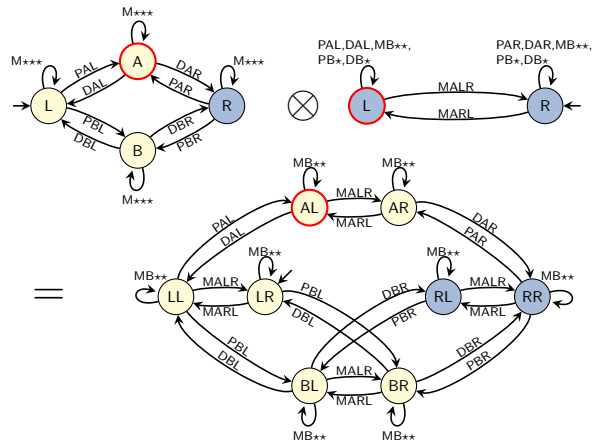 M⋆⋆⋆
M⋆⋆⋆ A M⋆⋆⋆
PAL DAL DAR PAR
L R
PBL DBL DBR PBR
B
M⋆⋆⋆
⊗
PAL,DAL,MB⋆⋆,
PB⋆,DB⋆
PAR,DAR,MB⋆⋆,
PB⋆,DB⋆
L MALR R
MARL
=
MB⋆⋆ MB⋆⋆
AL MALR AR
MARL
PAL DAL DAR PAR
MB⋆⋆ MB⋆⋆ MB⋆⋆ MB⋆⋆
LL MALR LR RL MALR RR
MARL MARL
PBL DBR
DBL PBR
PBL DBL DBR PBR
BL MALR BR
MARL
MB⋆⋆ MB⋆⋆